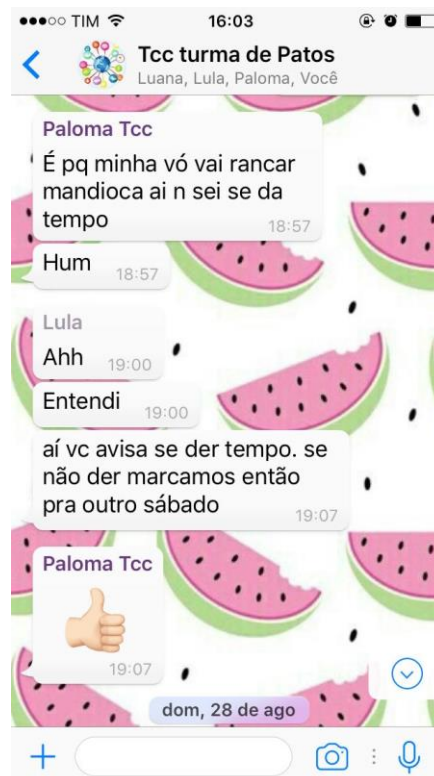 TIM 16:03
Tcc turma de Patos
Luana, Lula, Paloma, Você
Paloma Tcc
É pq minha vó vai rancar
mandioca ai n sei se da
tempo
18:57
Hum 18:57
Lula
Ahh 19:00
Entendi 19:00
aí vc avisa se der tempo. se
não der marcamos então
pra outro sábado
19:07
Paloma Tcc
19:07
dom, 28 de ago